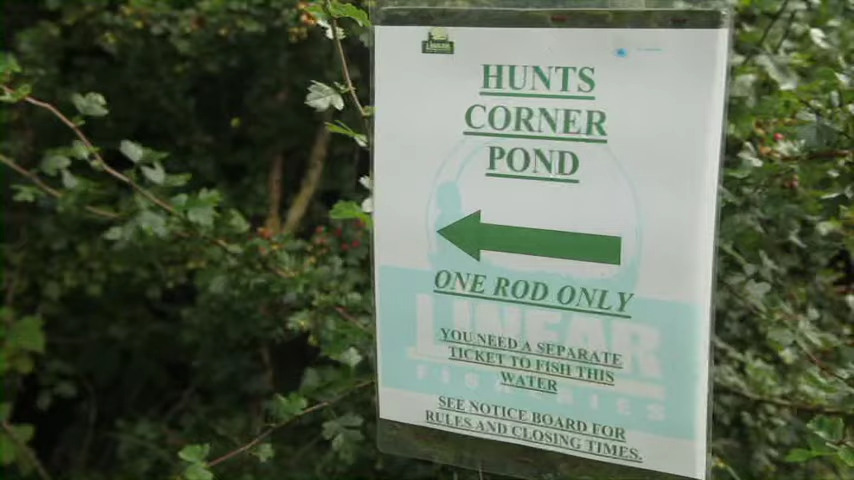 HUNTS
CORNER
POND
ONE ROD ONLY
LINEAR
FISHERIES
YOU NEED A SEPARATE
TICKET TO FISH THIS
WATER
SEE NOTICE BOARD FOR
RULES AND CLOSING TIMES.